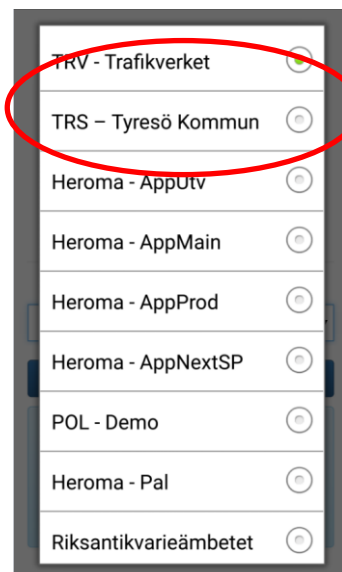 TRV - Trafikverket
TRS – Tyresö Kommun
Heroma - AppUtv
Heroma - AppMain
Heroma - AppProd
Heroma - AppNextSP
POL - Demo
Heroma - Pal
Riksantikvarieämbetet